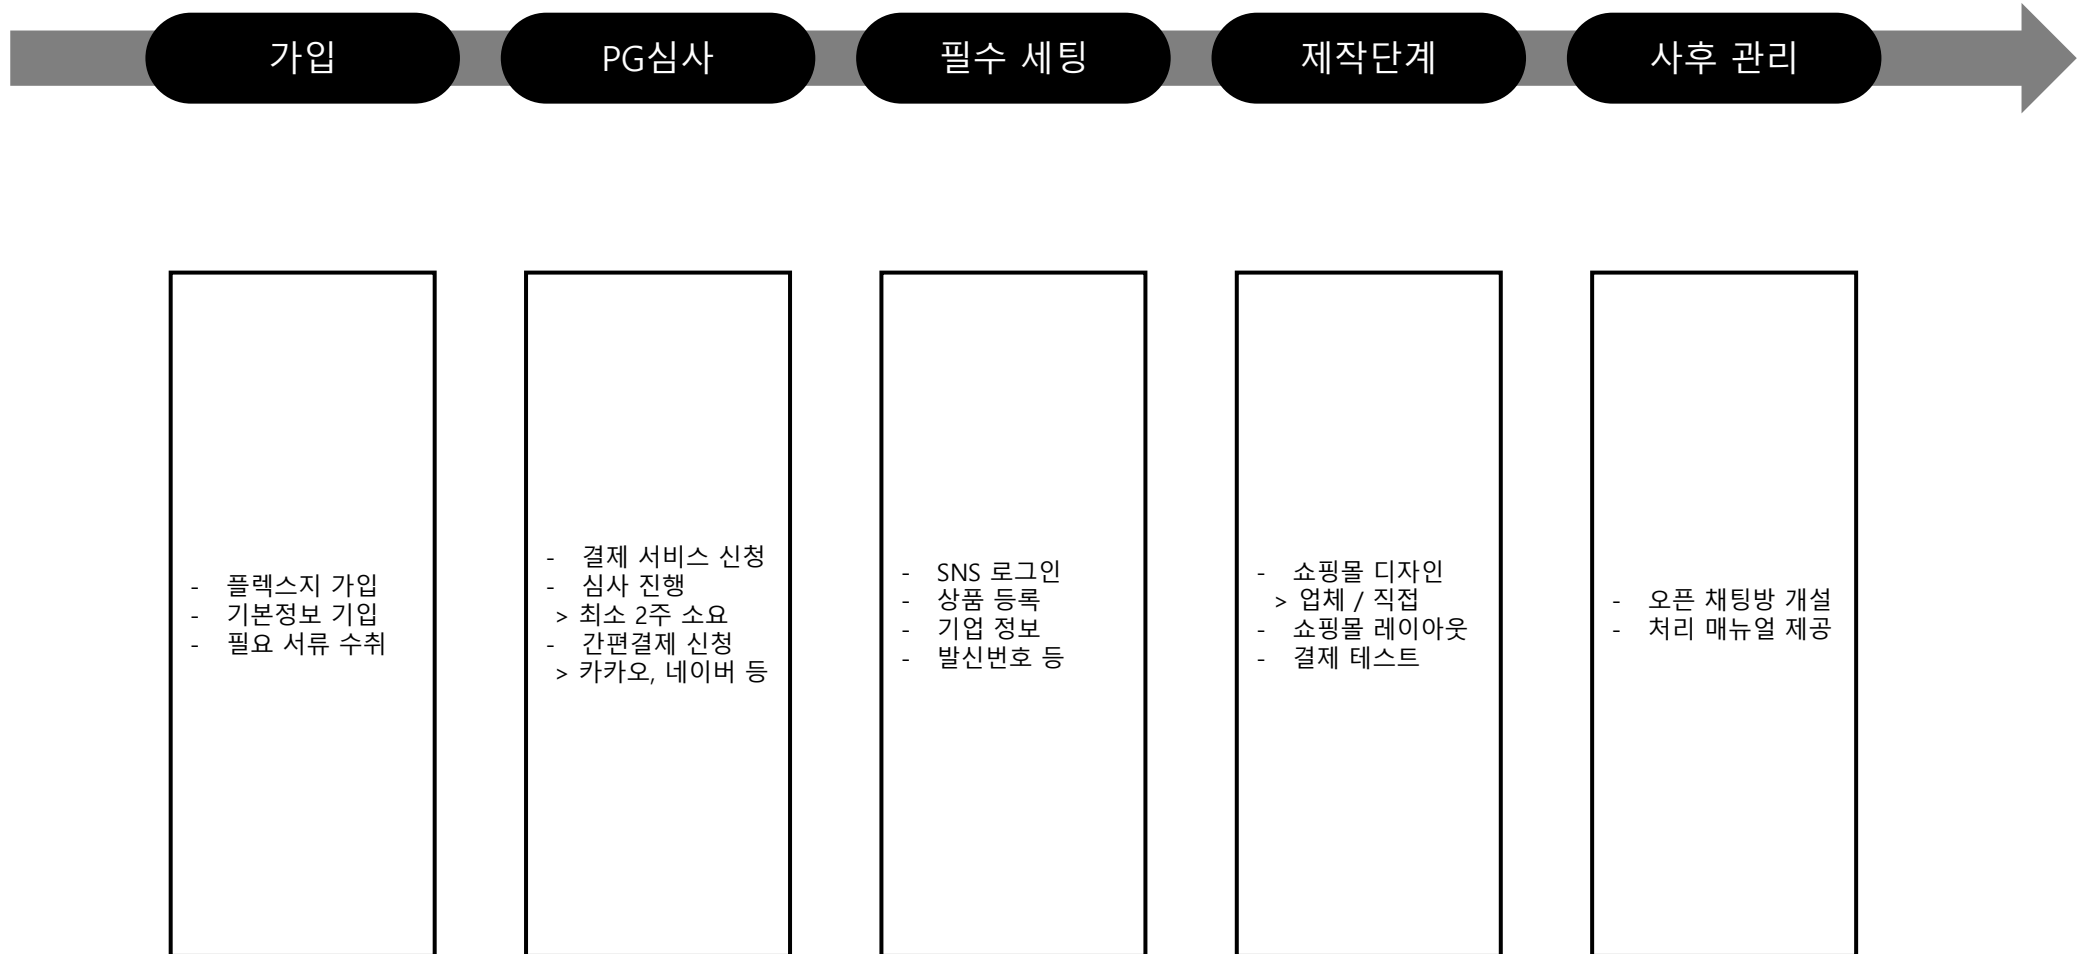 가입
PG심사
필수 세팅
제작단계
사후 관리
- 플렉스지 가입
- 기본정보 기입
- 필요 서류 수취
- 결제 서비스 신청
- 심사 진행
> 최소 2주 소요
- 간편결제 신청
> 카카오, 네이버 등
- SNS 로그인
- 상품 등록
- 기업 정보
- 발신번호 등
- 쇼핑몰 디자인
> 업체 / 직접
- 쇼핑몰 레이아웃
- 결제 테스트
- 오픈 채팅방 개설
- 처리 매뉴얼 제공